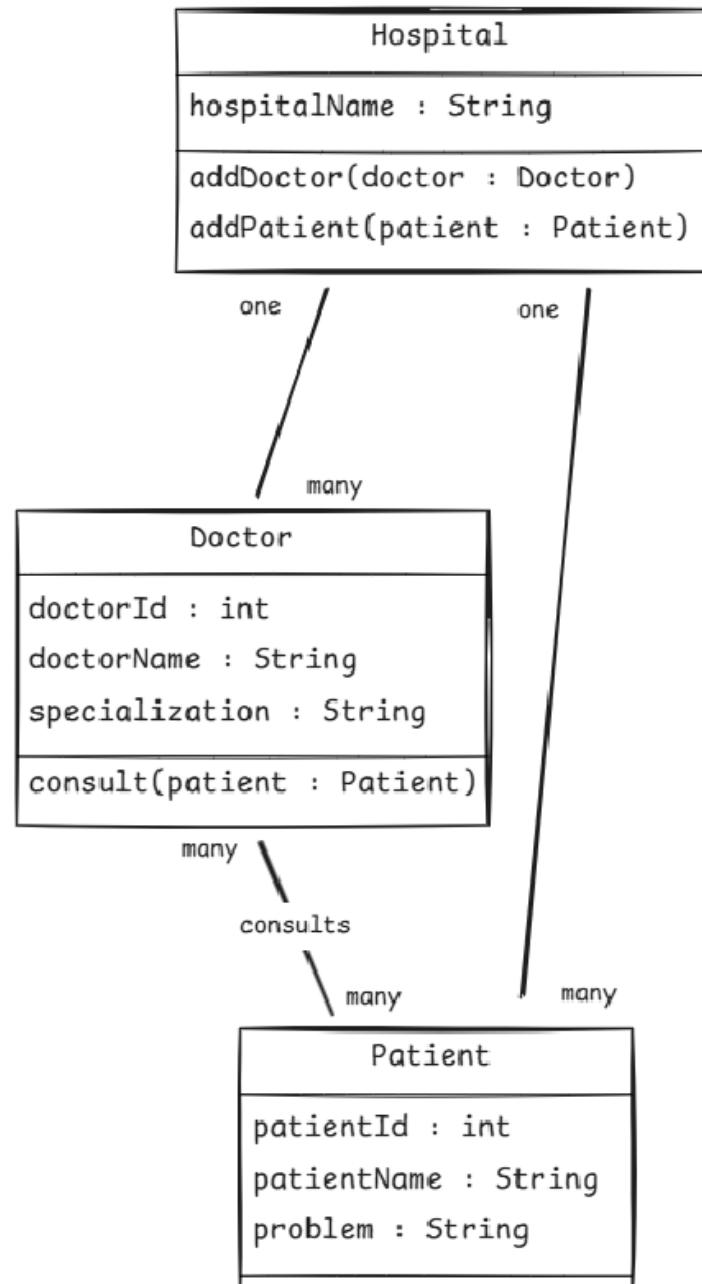 Hospital
hospitalName : String
addDoctor(doctor : Doctor)
addPatient(patient : Patient)
one
one
many
Doctor
doctorId : int
doctorName : String
specialization : String
consult(patient : Patient)
many
consults
many
many
Patient
patientId : int
patientName : String
problem : String